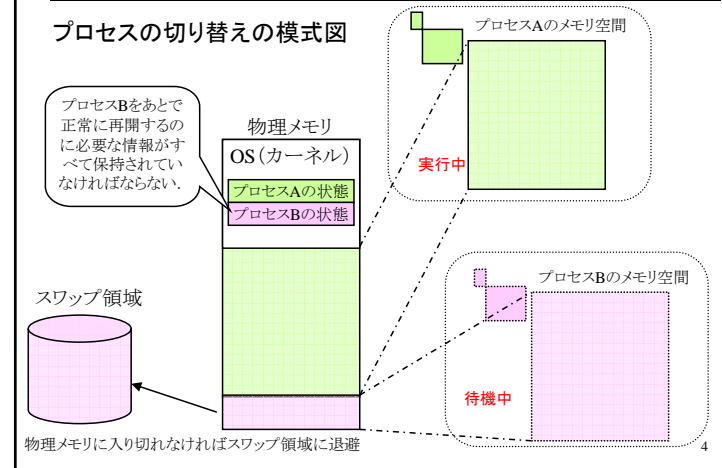 プロセスの切り替えの模式図
プロセスAのメモリ空間
プロセスBをあとで
正常に再開するの
に必要な情報がす
べて保持されてい
なければならない.
物理メモリ
OS(カーネル)
プロセスAの状態
プロセスBの状態
実行中
プロセスBのメモリ空間
スワップ領域
待機中
物理メモリに入り切れなければスワップ領域に退避
4